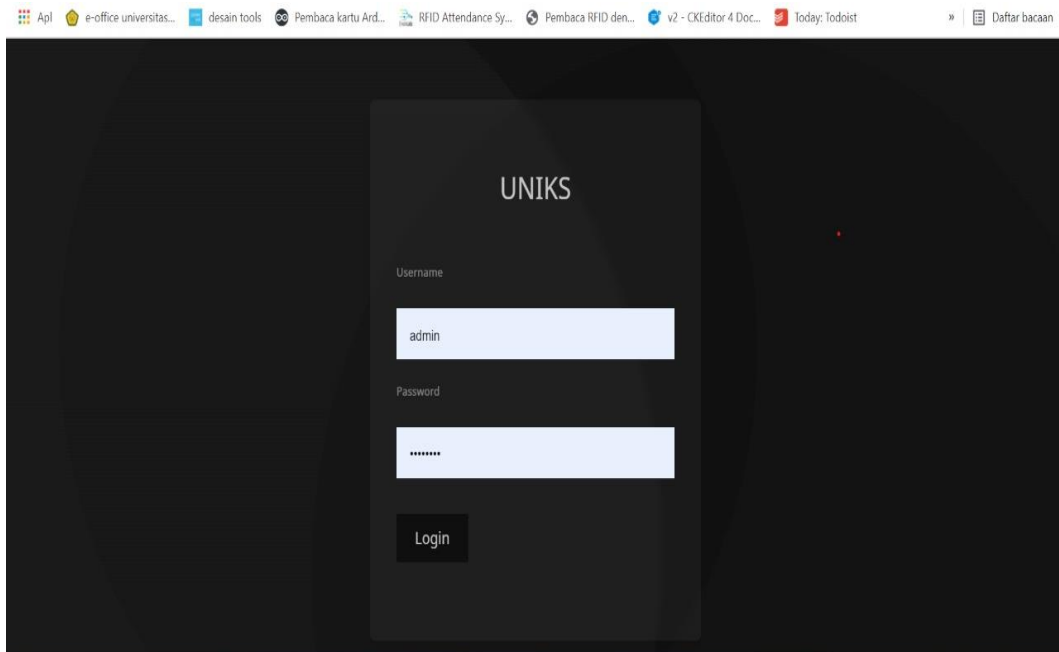 Apl e-office universitas... desain tools Pembaca kartu Ard... RFID Attendance Sy... Pembaca RFID den... v2 - CKEditor 4 Doc... Today: Todoist » Daftar bacaan
UNIKS
Username
admin
Password
••••••••
Login